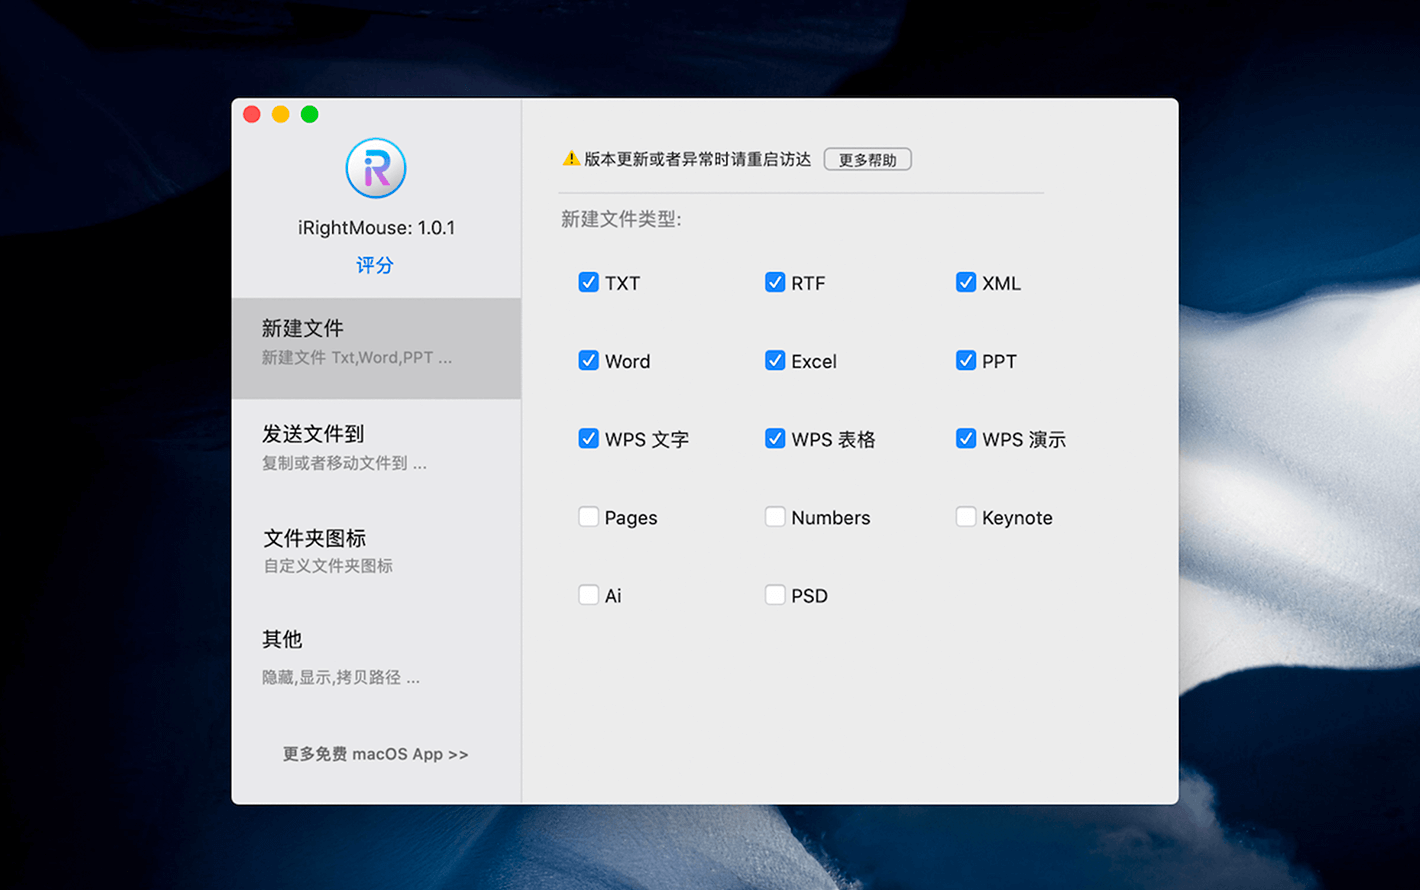 iR
iRightMouse: 1.0.1
评分
新建文件
新建文件 Txt,Word,PPT ...
发送文件到
复制或者移动文件到 ...
文件夹图标
自定义文件夹图标
其他
隐藏,显示,拷贝路径 ...
更多免费 macOS App >>
版本更新或者异常时请重启访达 更多帮助
新建文件类型:
TXT RTF XML
Word Excel PPT
WPS 文字 WPS 表格 WPS 演示
Pages Numbers Keynote
Ai PSD